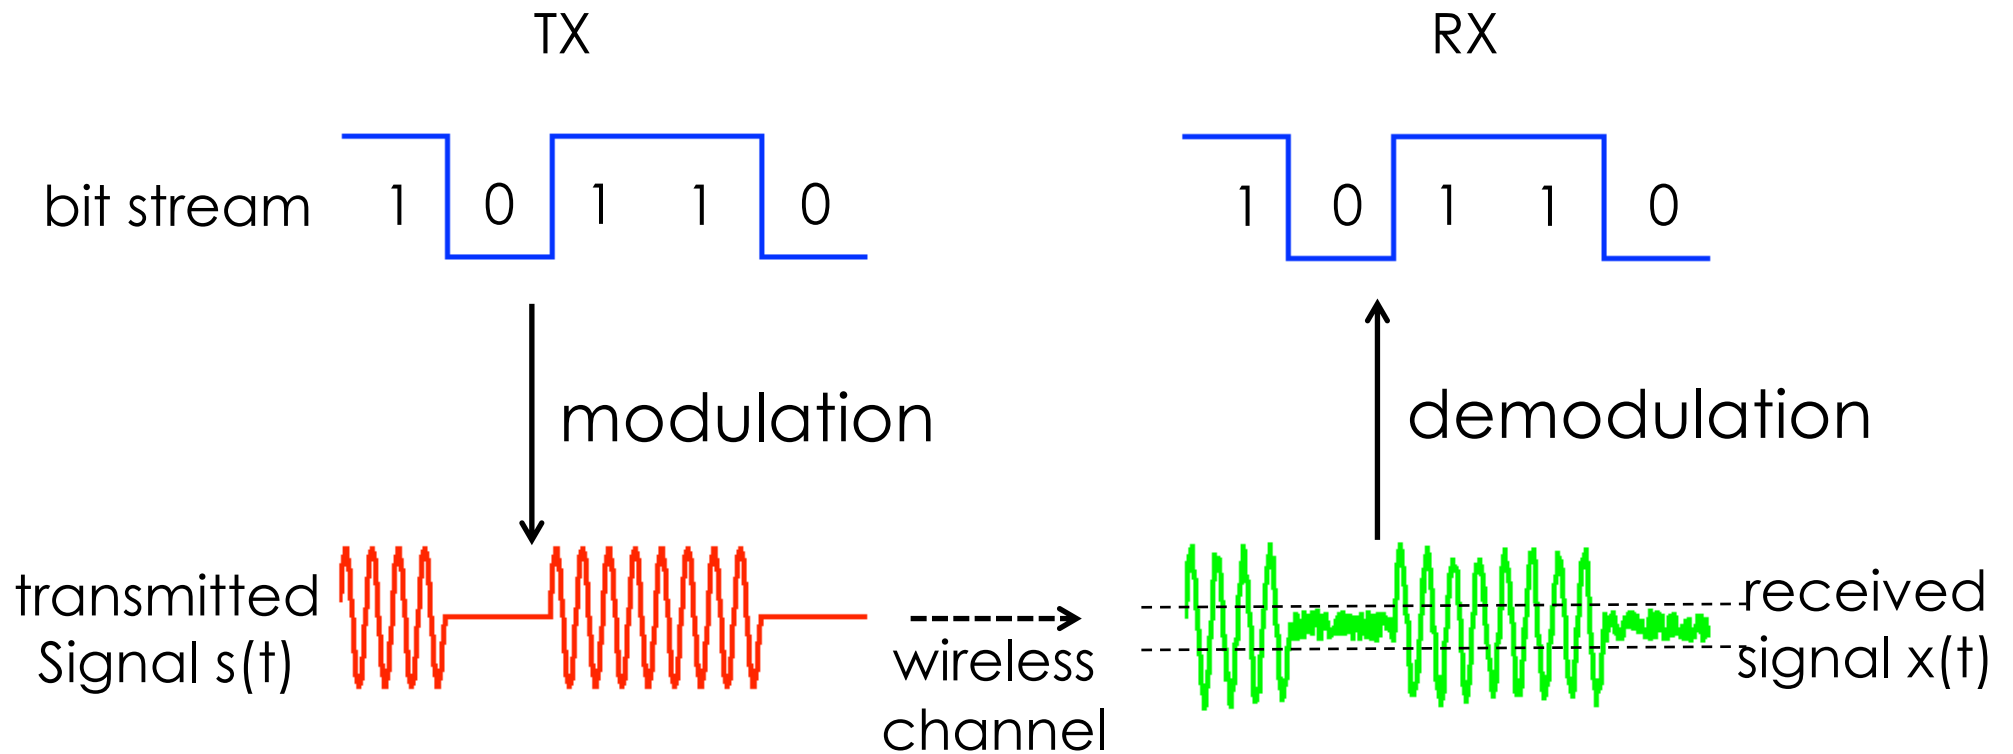 TX
RX
bit stream
1 0 1 1 0
1 0 1 1 0
modulation
demodulation
transmitted
Signal s(t)
wireless
channel
received
signal x(t)